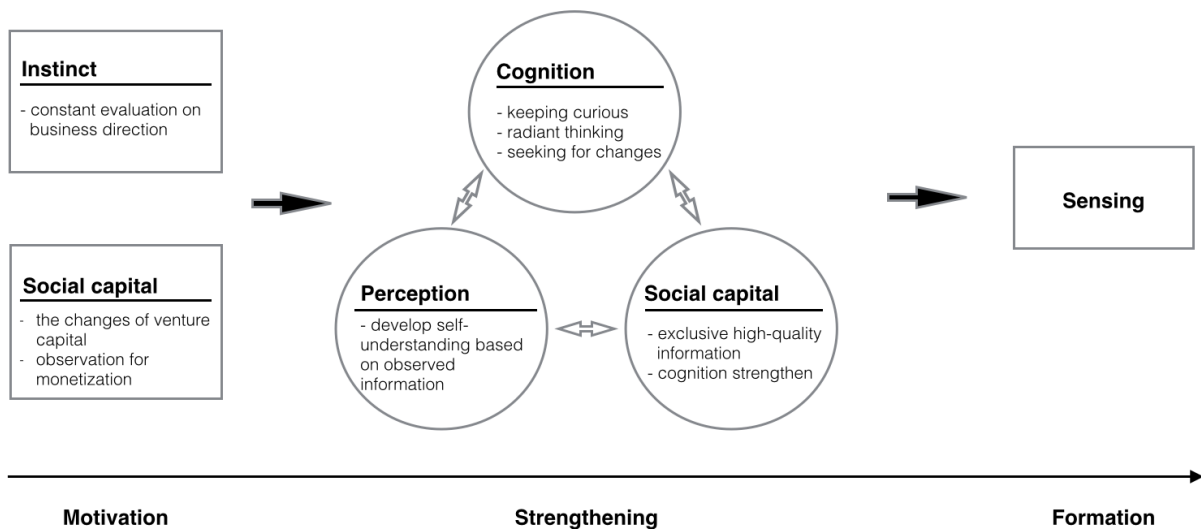 Instinct
- constant evaluation on
business direction
Social capital
- the changes of venture
capital
- observation for
monetization
Cognition
- keeping curious
- radiant thinking
- seeking for changes
Perception
- develop self-
understanding based
on observed
information
Social capital
- exclusive high-quality
information
- cognition strengthen
Sensing
Motivation
Strengthening
Formation